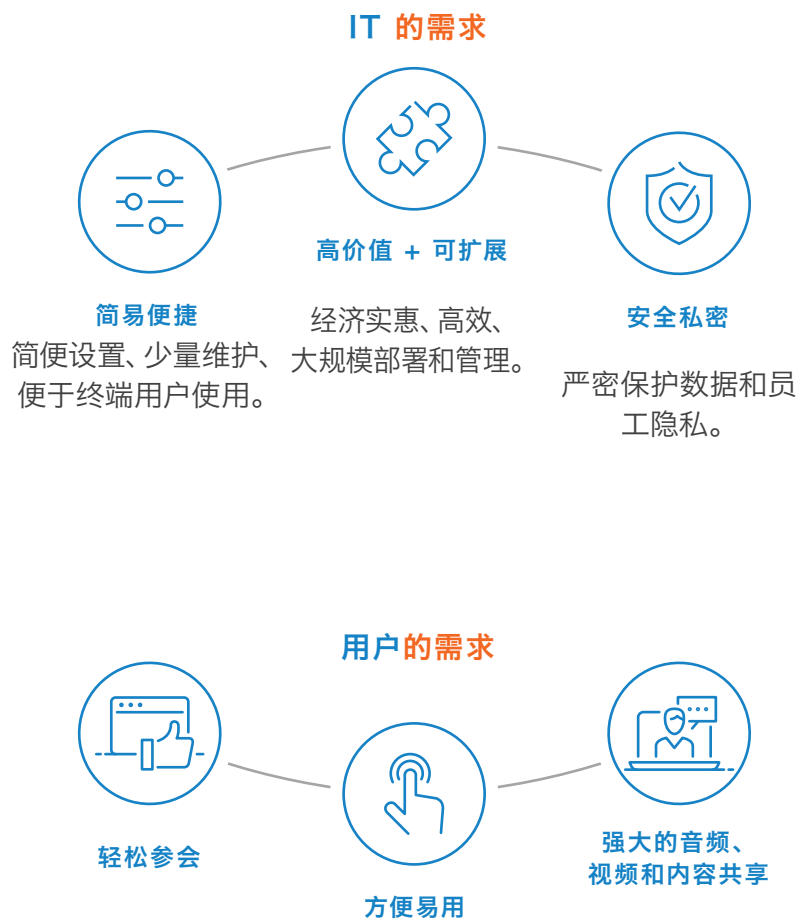 IT 的需求
简易便捷
简便设置、少量维护、
便于终端用户使用。
高价值 + 可扩展
经济实惠、高效、
大规模部署和管理。
安全私密
严密保护数据和员
工隐私。
用户的需求
轻松参会
方便易用
强大的音频、
视频和内容共享